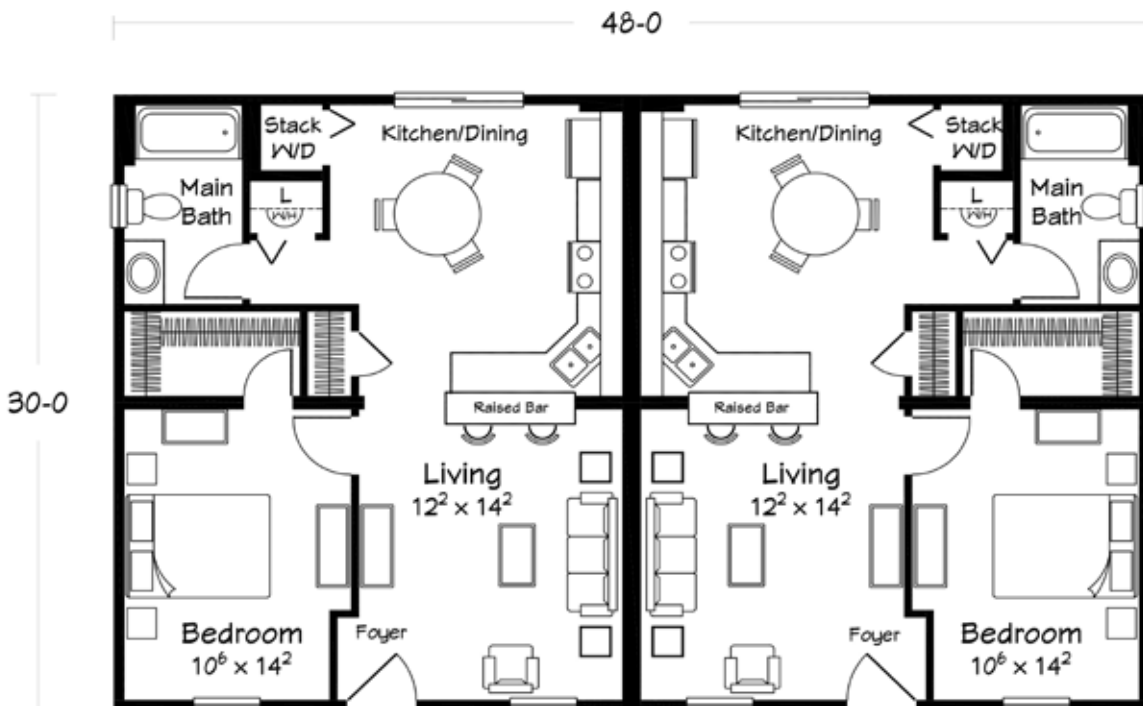 48-0
Stack
W/D
Kitchen/Dining
Kitchen/Dining
Stack
W/D
Main
Bath
L
WH
L
WH
Main
Bath
30-0
Raised Bar
Raised Bar
Living
12² x 14²
Living
12² x 14²
Bedroom
10⁶ x 14²
Foyer
Foyer
Bedroom
10⁶ x 14²